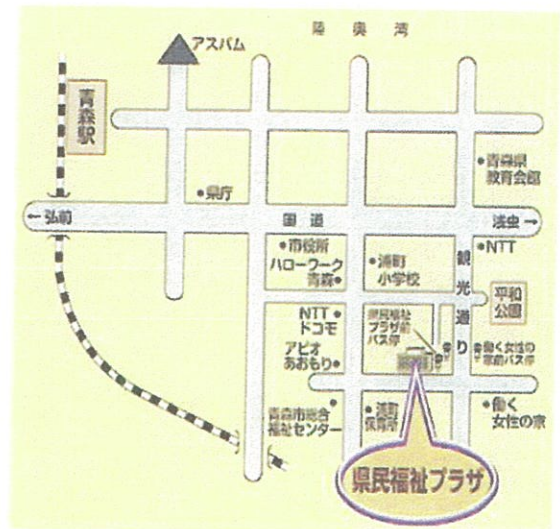 陸奥湾
アスパム
青森駅
青森県
教育会館
県庁
←弘前
国道
浅虫→
市役所
ハローワーク
青森
浦町
小学校
観光通り
NTT
平和
公園
NTT
ドコモ
県民福祉
プラザ前
バス停
働く女性の
家前バス停
アピオ
あおもり
青森市総合
福祉センター
浦町
保育所
働く
女性の家
県民福祉プラザ